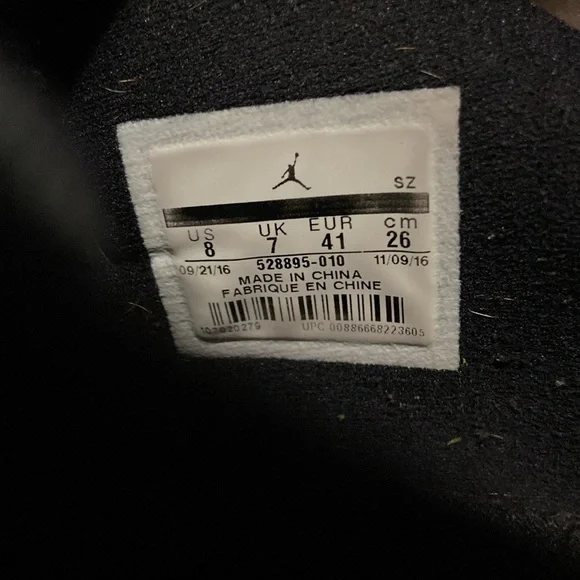 SZ
US UK EUR cm
8 7 41 26
09/21/16 528895-010 11/09/16
MADE IN CHINA
FABRIQUE EN CHINE
UPC 00886668223605